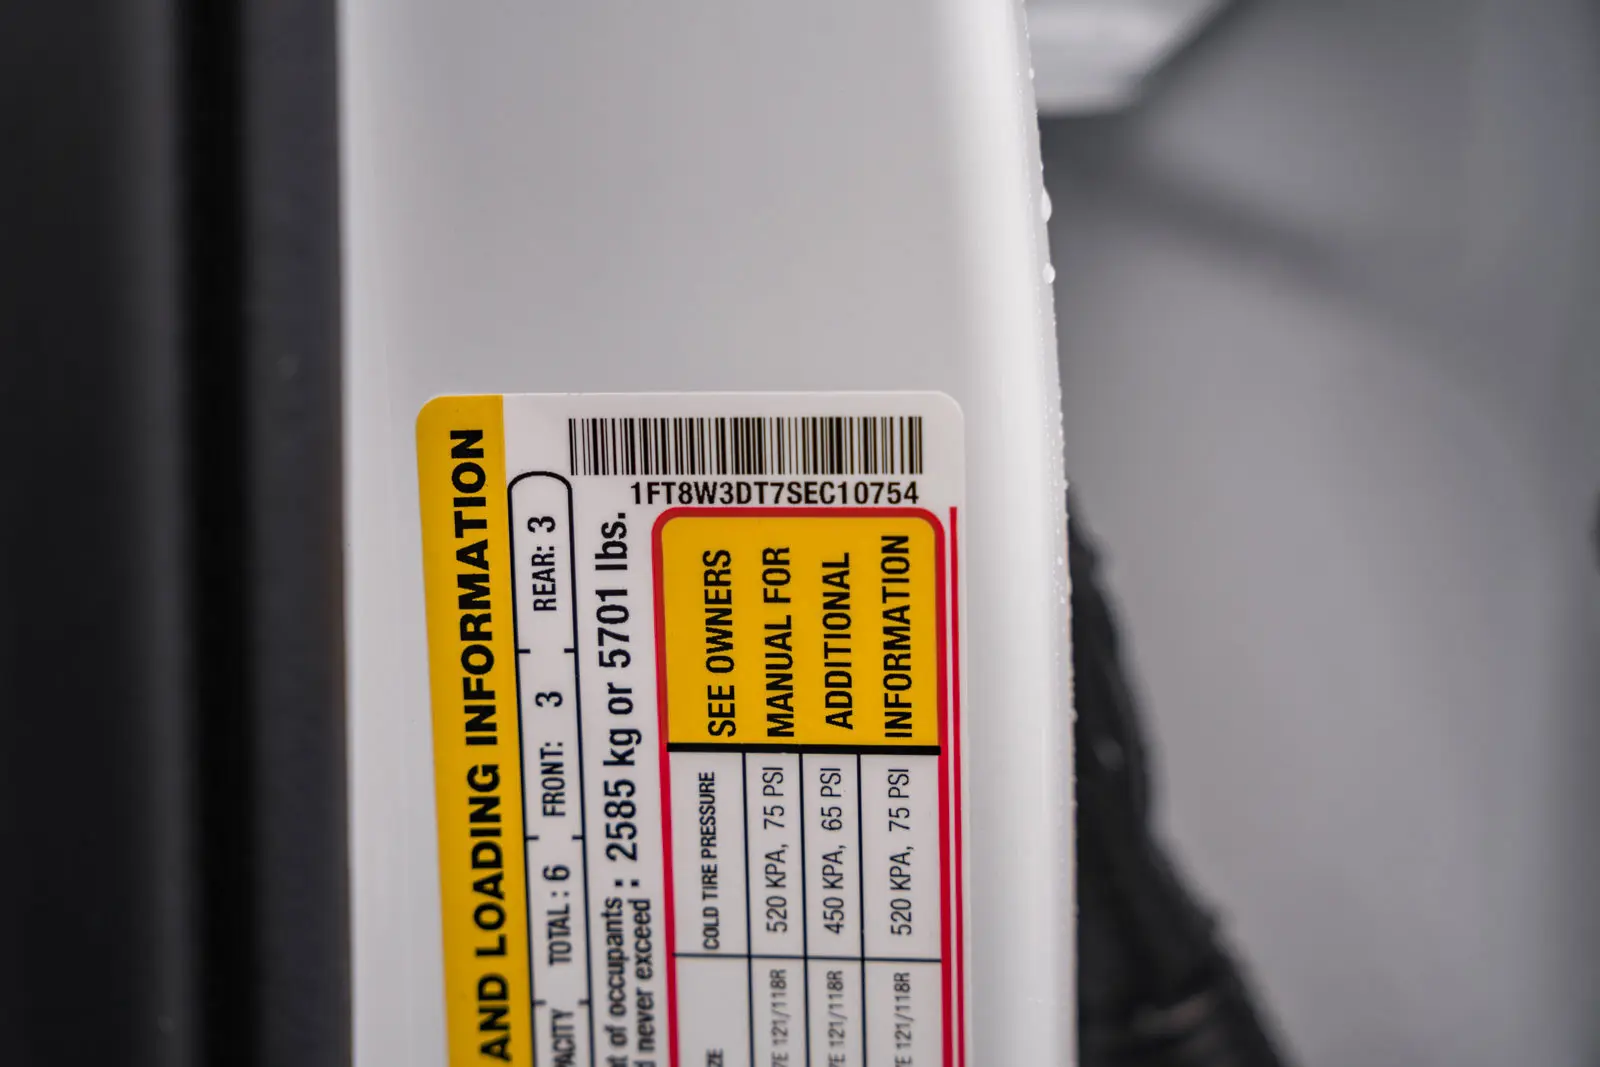 1FT8W3DT7SEC10754
AND LOADING INFORMATION
TOTAL : 6 FRONT: 3 REAR: 3
of occupants : 2585 kg or 5701 lbs.
never exceed
COLD TIRE PRESSURE
121/118R 520 KPA, 75 PSI
121/118R 450 KPA, 65 PSI
121/118R 520 KPA, 75 PSI
SEE OWNERS
MANUAL FOR
ADDITIONAL
INFORMATION